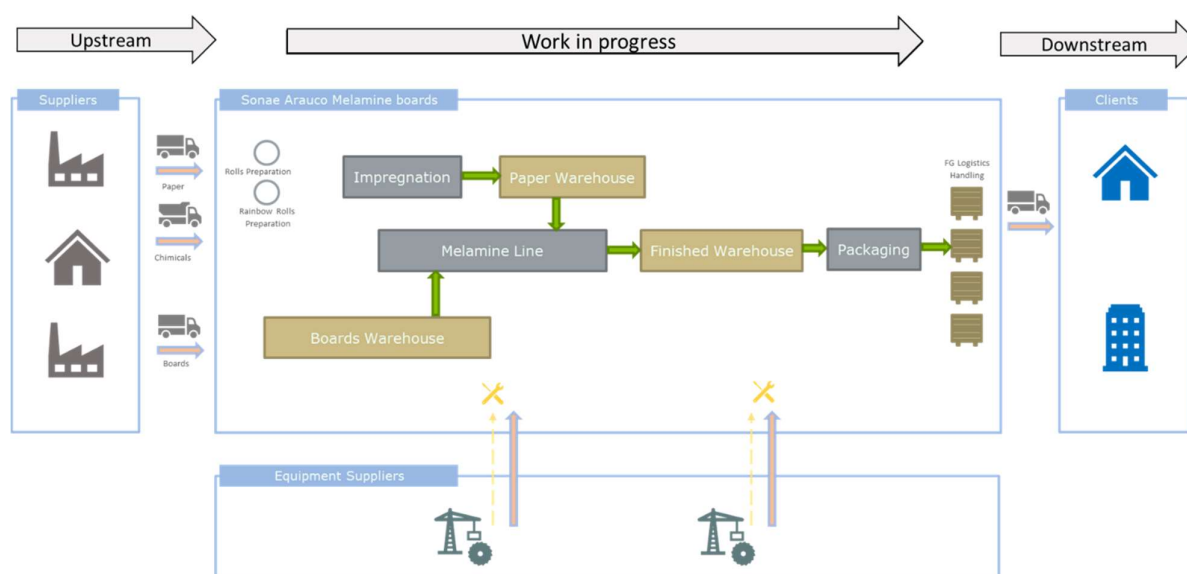 Upstream
Work in progress
Downstream
Suppliers
Sonae Arauco Melamine boards
Clients
Paper
Chimicals
Boards
Rolls Preparation
Rainbow Rolls
Preparation
Impregnation
Paper Warehouse
Melamine Line
Finished Warehouse
Packaging
Boards Warehouse
FG Logistics
Handling
Equipment Suppliers